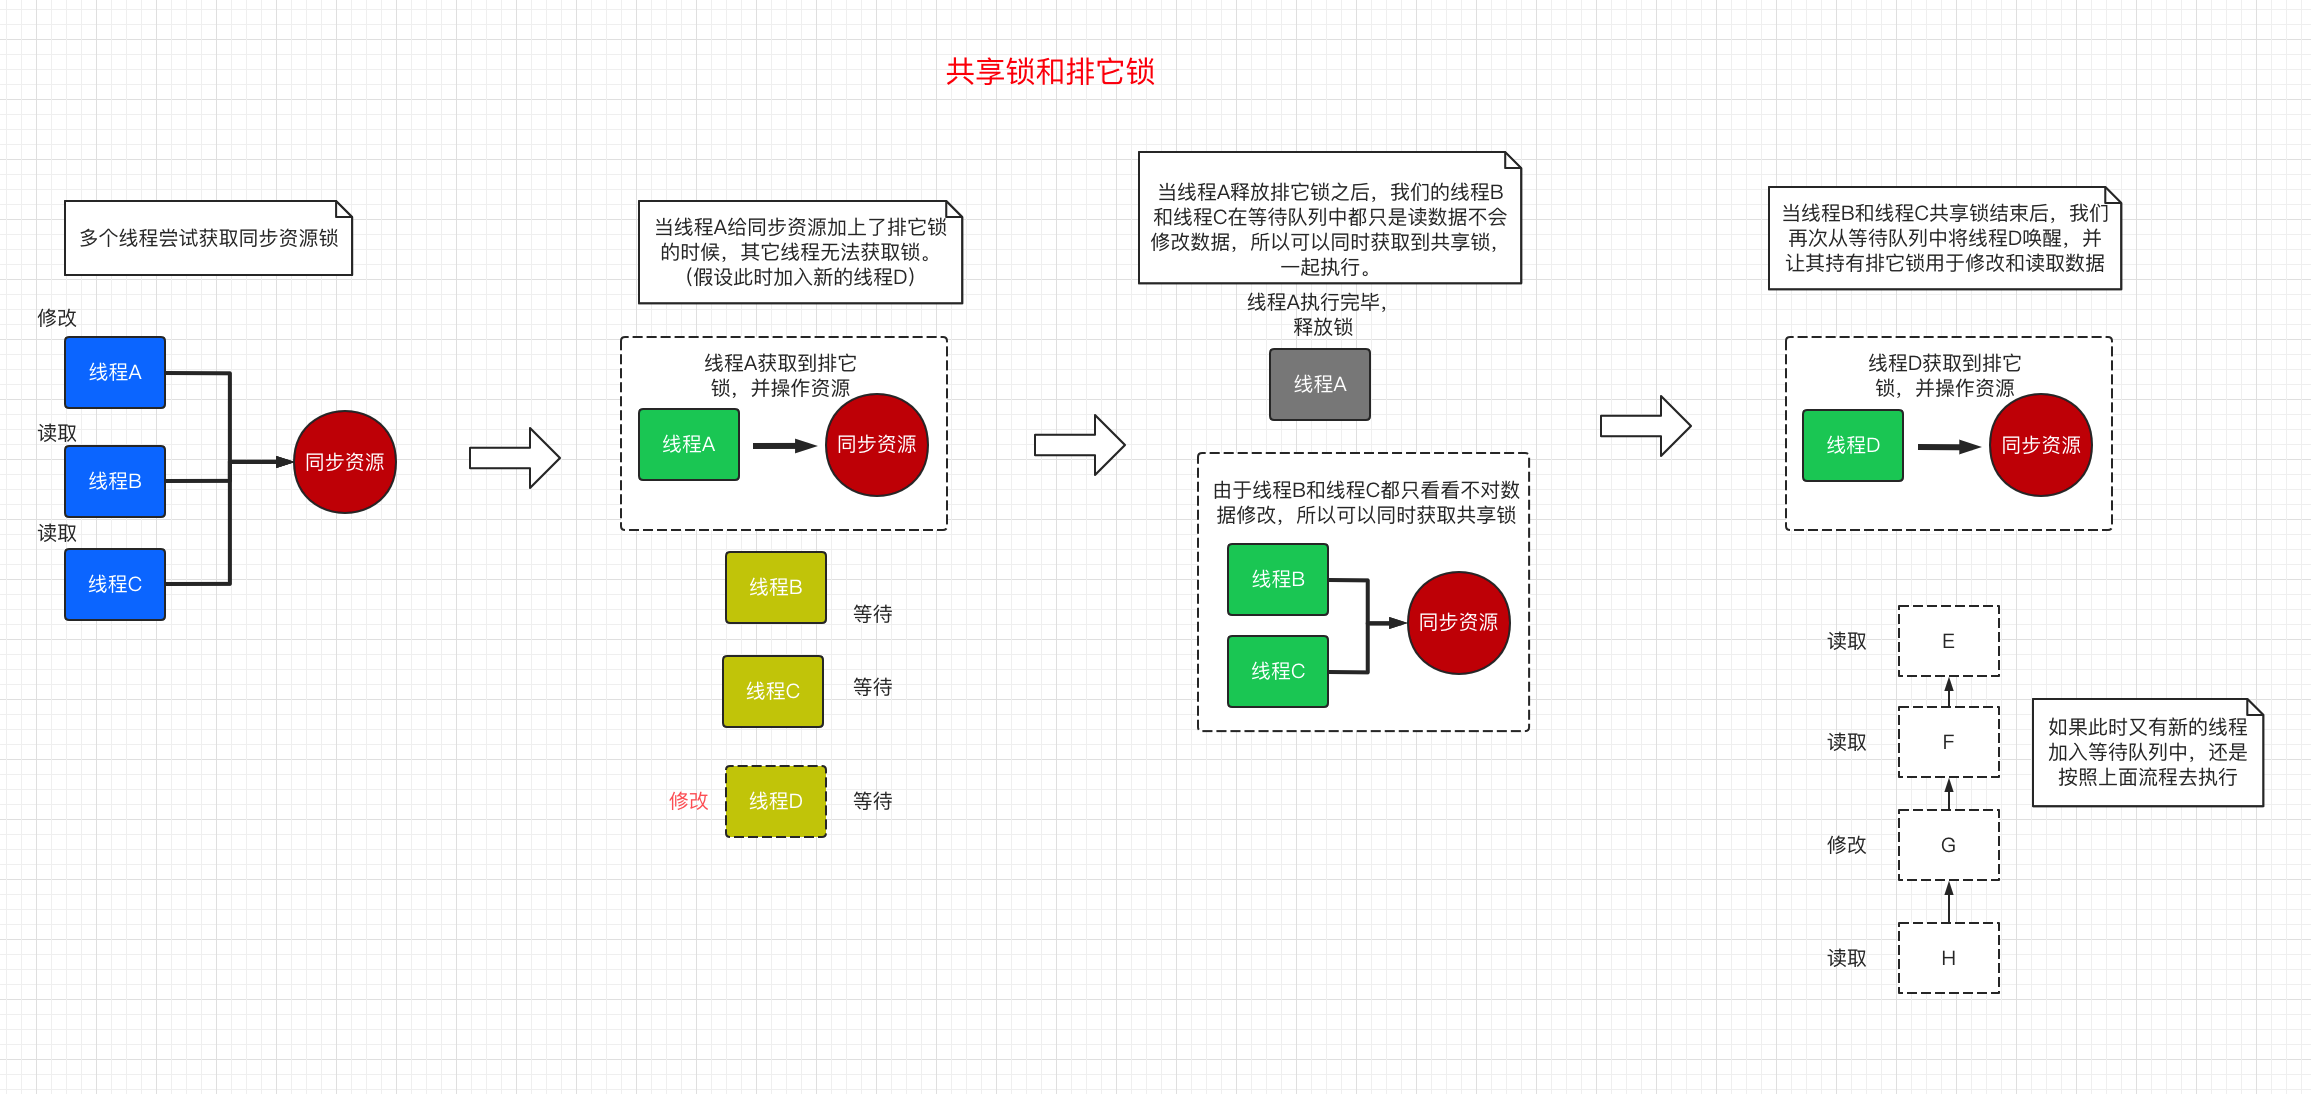 共享锁和排它锁
多个线程尝试获取同步资源锁
修改
线程A
读取
线程B
读取
线程C
同步资源
当线程A给同步资源加上了排它锁
的时候，其它线程无法获取锁。
（假设此时加入新的线程D）
线程A获取到排它
锁，并操作资源
线程A
同步资源
线程B
等待
线程C
等待
修改
线程D
等待
当线程A释放排它锁之后，我们的线程B
和线程C在等待队列中都只是读数据不会
修改数据，所以可以同时获取到共享锁，
一起执行。
线程A执行完毕，
释放锁
线程A
由于线程B和线程C都只看看不对数
据修改，所以可以同时获取共享锁
线程B
线程C
同步资源
当线程B和线程C共享锁结束后，我们
再次从等待队列中将线程D唤醒，并
让其持有排它锁用于修改和读取数据
线程D获取到排它
锁，并操作资源
线程D
同步资源
读取
E
读取
F
修改
G
读取
H
如果此时又有新的线程
加入等待队列中，还是
按照上面流程去执行